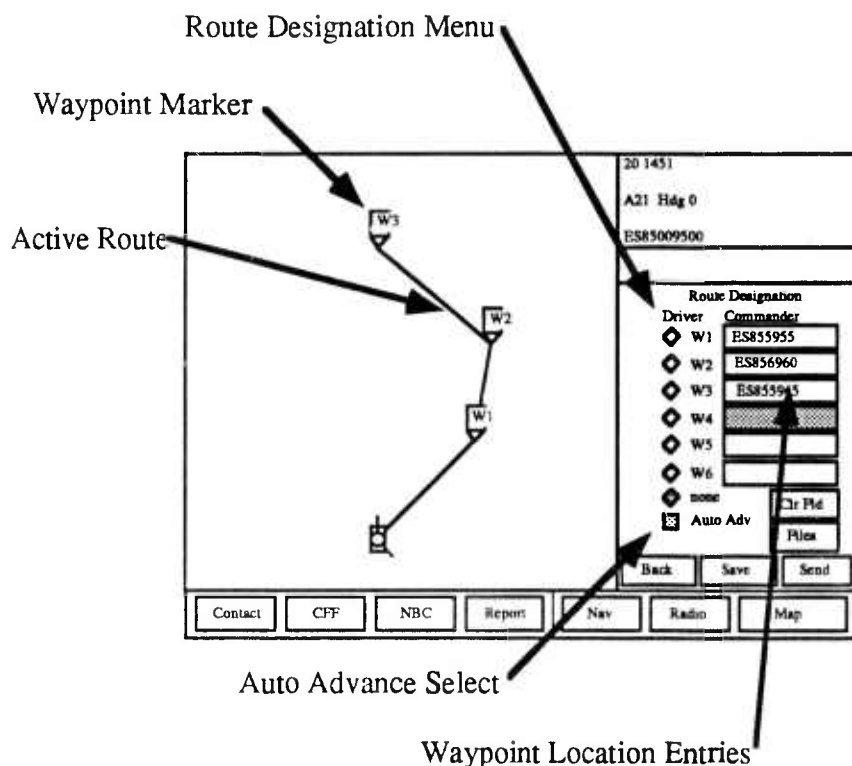 Route Designation Menu
Waypoint Marker
Active Route
W3
W2
W1
20 1451
A21 Hdg 0
ES85009500
Route Designation
Driver Commander
W1 ES855955
W2 ES856960
W3 ES855965
W4
W5
W6
none
Clr Fld
Auto Adv
Files
Back Save Send
Contact CFF NBC Report Nav Radio Map
Auto Advance Select
Waypoint Location Entries